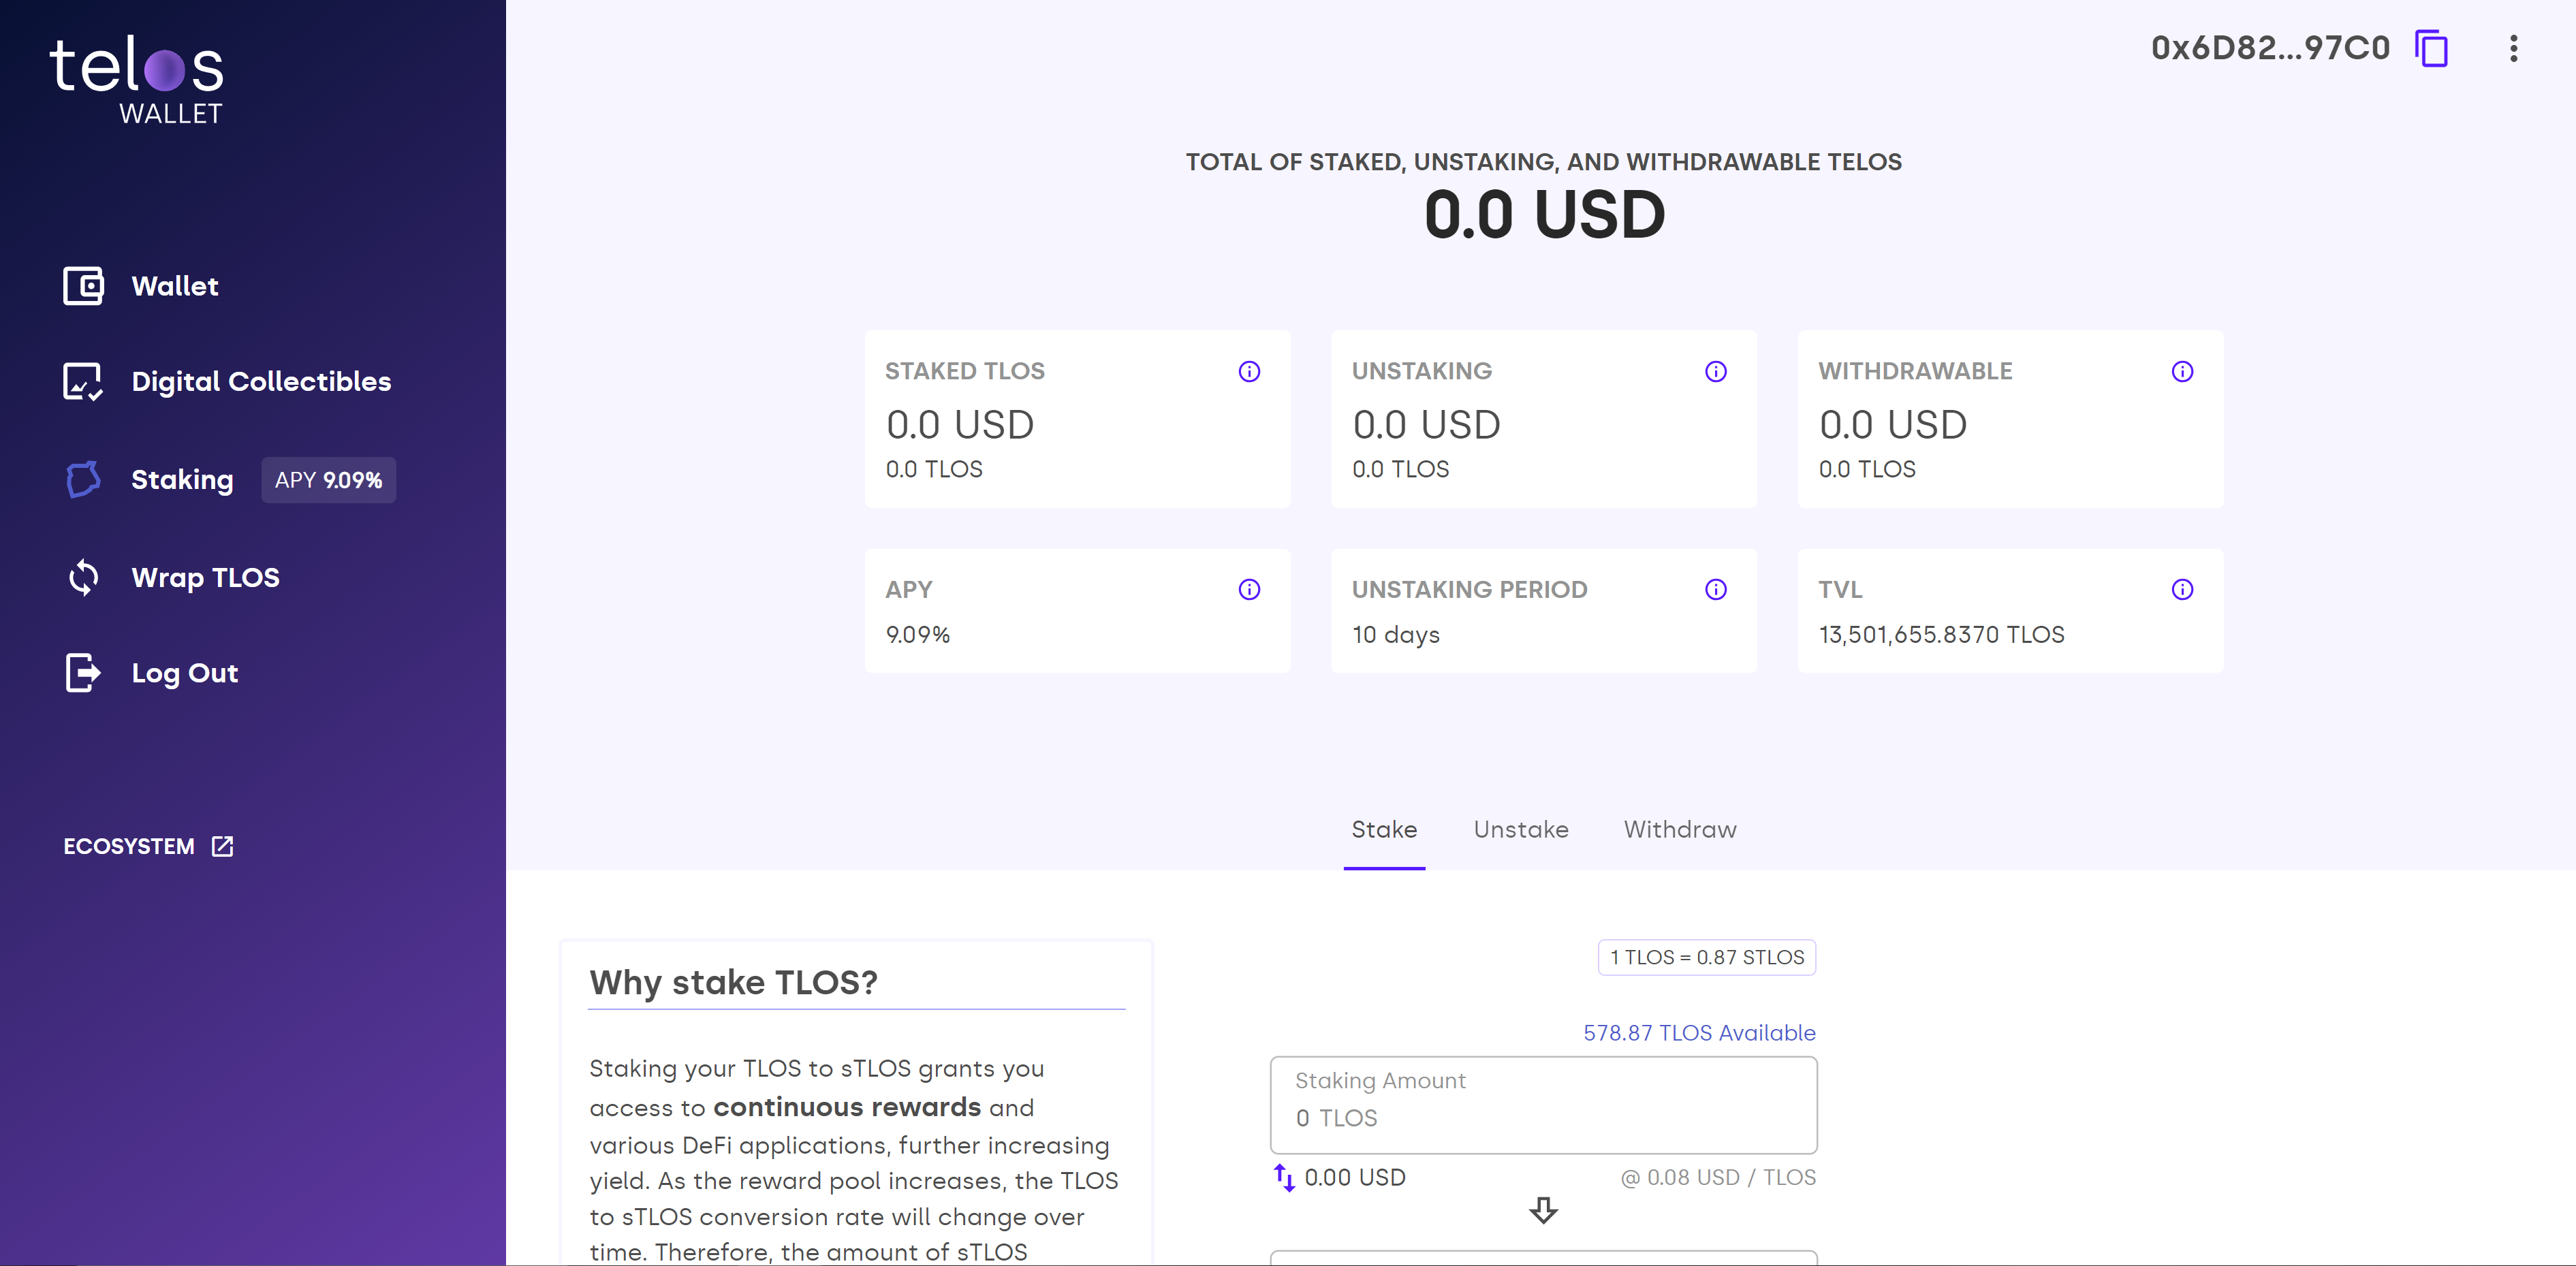 telos
WALLET
Wallet
Digital Collectibles
Staking APY 9.09%
Wrap TLOS
Log Out
ECOSYSTEM
0x6D82...97C0
TOTAL OF STAKED, UNSTAKING, AND WITHDRAWABLE TELOS
0.0 USD
STAKED TLOS
0.0 USD
0.0 TLOS
UNSTAKING
0.0 USD
0.0 TLOS
WITHDRAWABLE
0.0 USD
0.0 TLOS
APY
9.09%
UNSTAKING PERIOD
10 days
TVL
13,501,655.8370 TLOS
Stake Unstake Withdraw
Why stake TLOS?
Staking your TLOS to sTLOS grants you
access to continuous rewards and
various DeFi applications, further increasing
yield. As the reward pool increases, the TLOS
to sTLOS conversion rate will change over
time. Therefore, the amount of sTLOS
1 TLOS = 0.87 STLOS
578.87 TLOS Available
Staking Amount
0 TLOS
0.00 USD @ 0.08 USD / TLOS